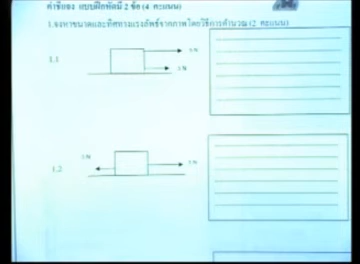 คำชี้แจง แบบฝึกหัดมี 2 ข้อ (4 คะแนน)
1.จงหาขนาดและทิศทางแรงลัพธ์จากภาพโดยวิธีการคำนวณ (2 คะแนน)
1.1
1.2